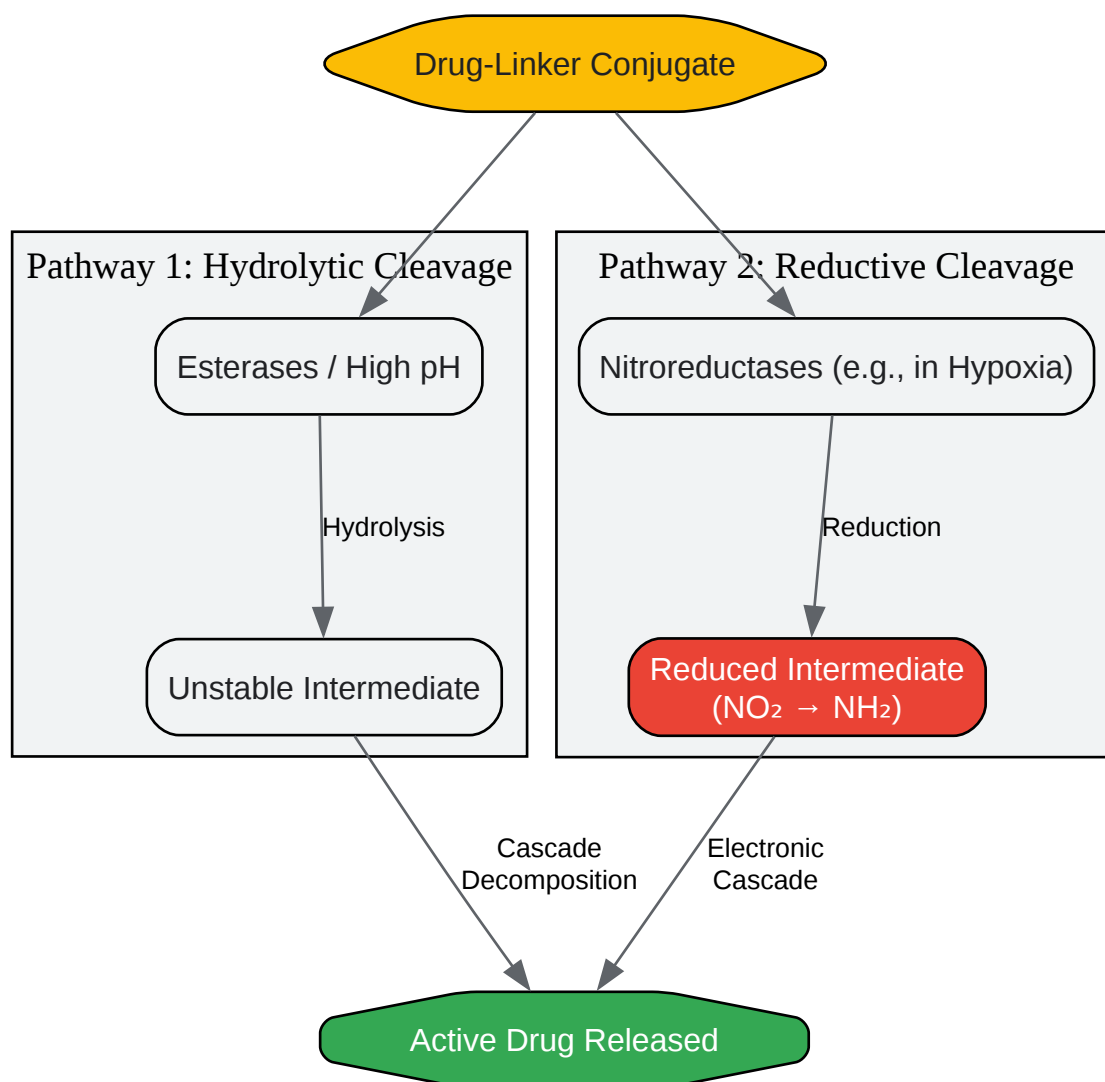 Drug-Linker Conjugate
Pathway 1: Hydrolytic Cleavage
Pathway 2: Reductive Cleavage
Esterases / High pH
Nitroreductases (e.g., in Hypoxia)
Hydrolysis
Reduction
Unstable Intermediate
Reduced Intermediate
(NO₂ → NH₂)
Cascade
Decomposition
Electronic
Cascade
Active Drug Released